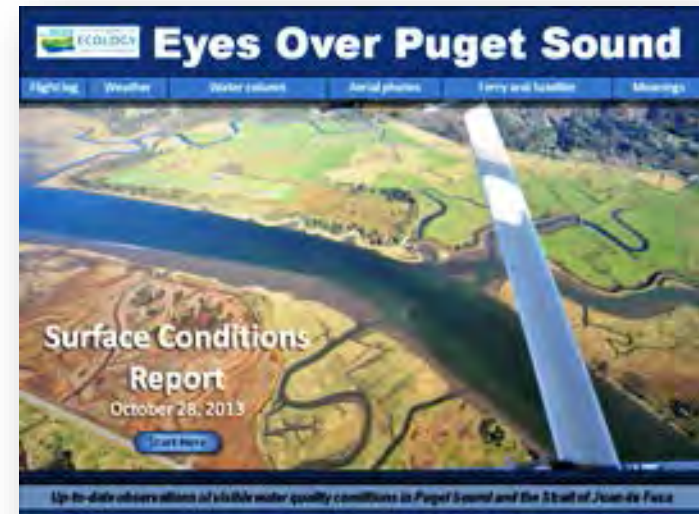 ECOLOGY Eyes Over Puget Sound
Flight log Weather Water column Aerial photos Ferry and Satellite Moorings
Surface Conditions
Report
October 28, 2013
Start Here
Up-to-date observations of visible water quality conditions in Puget Sound and the Strait of Juan de Fuca